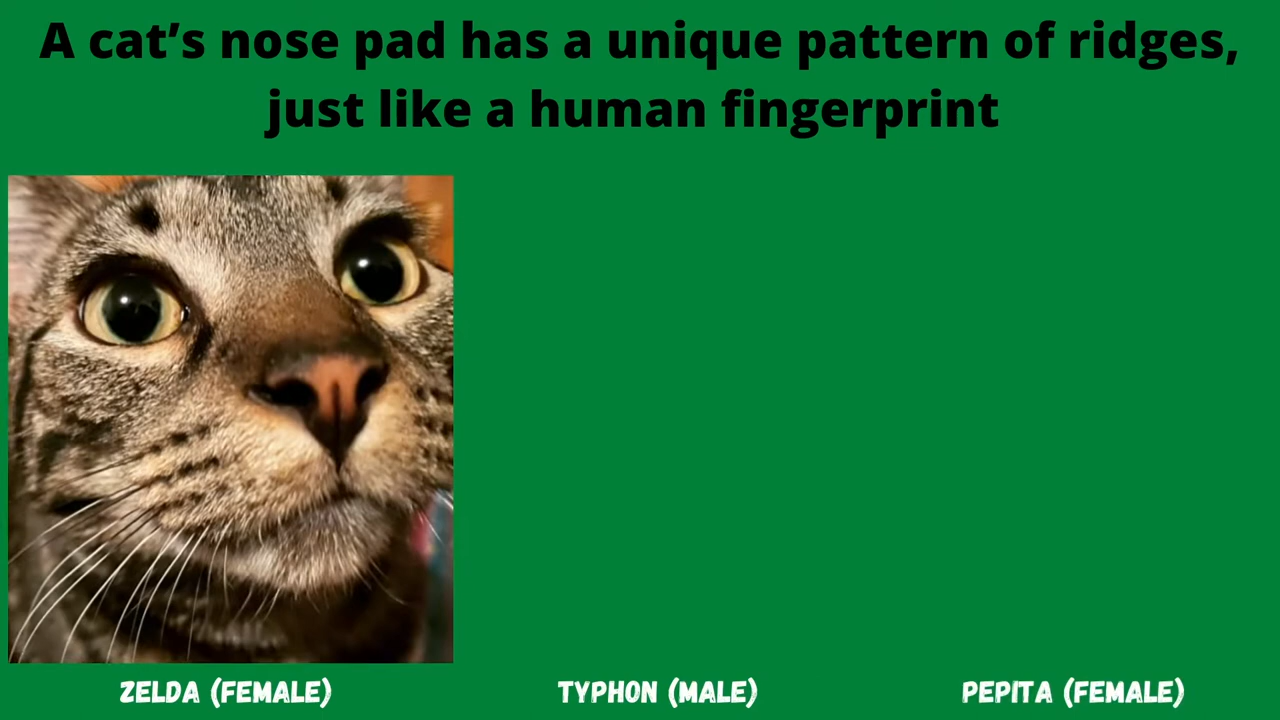 A cat’s nose pad has a unique pattern of ridges,
just like a human fingerprint
ZELDA (FEMALE) TYPHON (MALE) PEPITA (FEMALE)